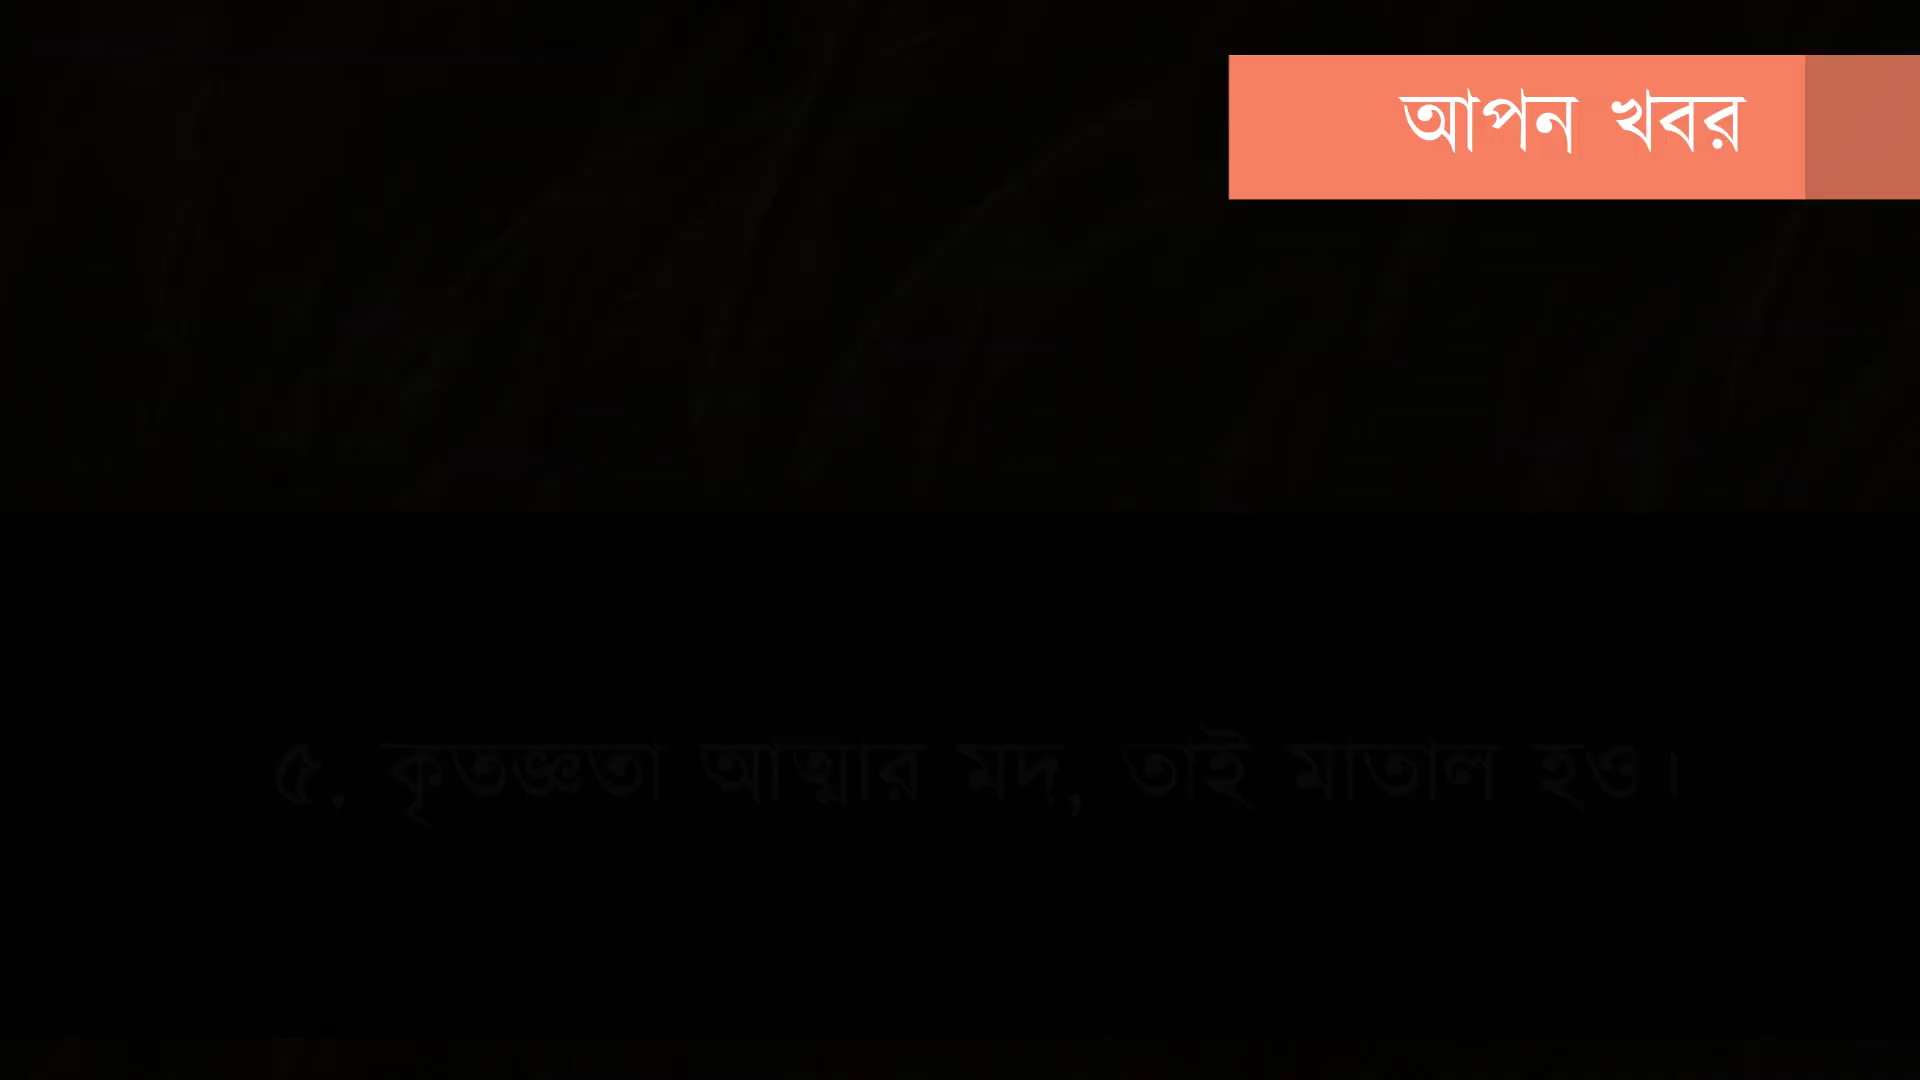 আপন খবর
৫. কৃতজ্ঞতা আত্মার মদ, তাই মাতাল হও।